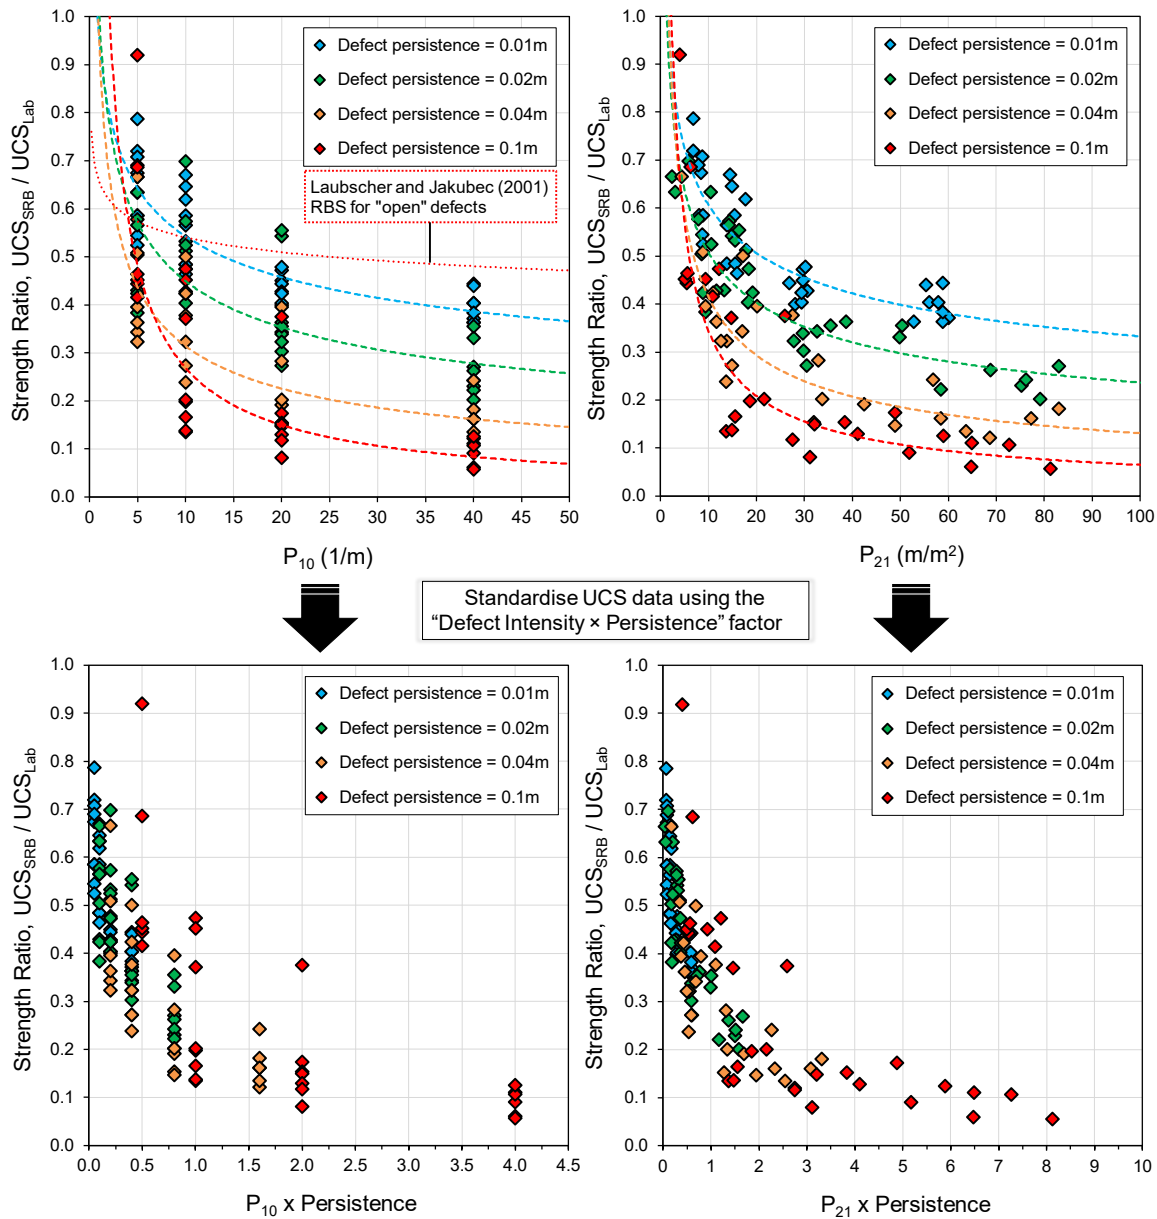 Strength Ratio, UCS_SRB / UCS_Lab
1.0
0.9
0.8
0.7
0.6
0.5
0.4
0.3
0.2
0.1
0.0
Defect persistence = 0.01m
Defect persistence = 0.02m
Defect persistence = 0.04m
Defect persistence = 0.1m
Laubscher and Jakubec (2001)
RBS for "open" defects
0 5 10 15 20 25 30 35 40 45 50
P10 (1/m)
Strength Ratio, UCS_SRB / UCS_Lab
1.0
0.9
0.8
0.7
0.6
0.5
0.4
0.3
0.2
0.1
0.0
Defect persistence = 0.01m
Defect persistence = 0.02m
Defect persistence = 0.04m
Defect persistence = 0.1m
0 10 20 30 40 50 60 70 80 90 100
P21 (m/m²)
Standardise UCS data using the
“Defect Intensity × Persistence” factor
Strength Ratio, UCS_SRB / UCS_Lab
1.0
0.9
0.8
0.7
0.6
0.5
0.4
0.3
0.2
0.1
0.0
Defect persistence = 0.01m
Defect persistence = 0.02m
Defect persistence = 0.04m
Defect persistence = 0.1m
0.0 0.5 1.0 1.5 2.0 2.5 3.0 3.5 4.0 4.5
P10 x Persistence
Strength Ratio, UCS_SRB / UCS_Lab
1.0
0.9
0.8
0.7
0.6
0.5
0.4
0.3
0.2
0.1
0.0
Defect persistence = 0.01m
Defect persistence = 0.02m
Defect persistence = 0.04m
Defect persistence = 0.1m
0 1 2 3 4 5 6 7 8 9 10
P21 x Persistence